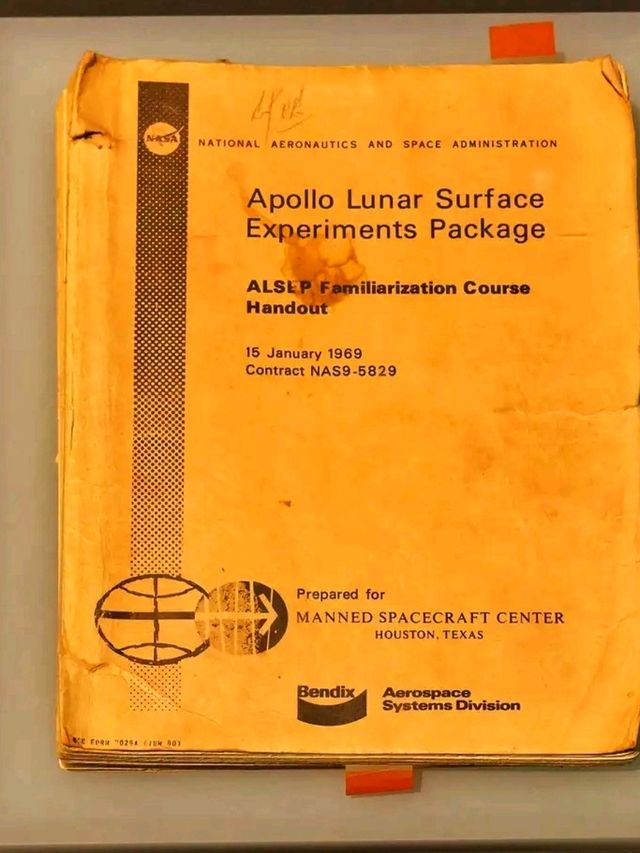 NASA
NATIONAL AERONAUTICS AND SPACE ADMINISTRATION
Apollo Lunar Surface
Experiments Package
ALSEP Familiarization Course
Handout
15 January 1969
Contract NAS9-5829
Prepared for
MANNED SPACECRAFT CENTER
HOUSTON, TEXAS
Bendix
Aerospace
Systems Division
FORM